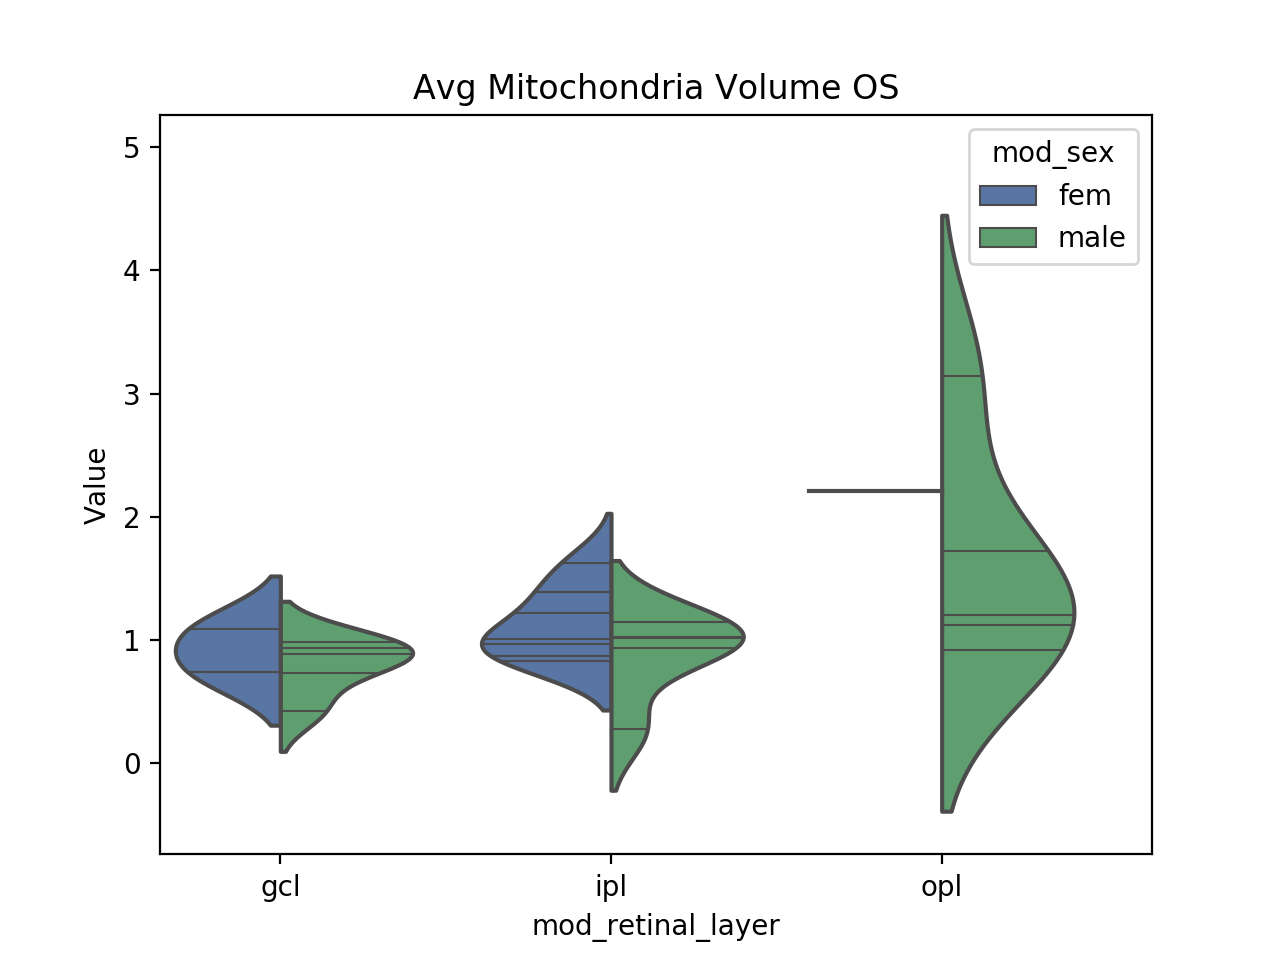 Avg Mitochondria Volume OS
mod_sex
fem
male
Value
5
4
3
2
1
0
gcl
ipl
opl
mod_retinal_layer